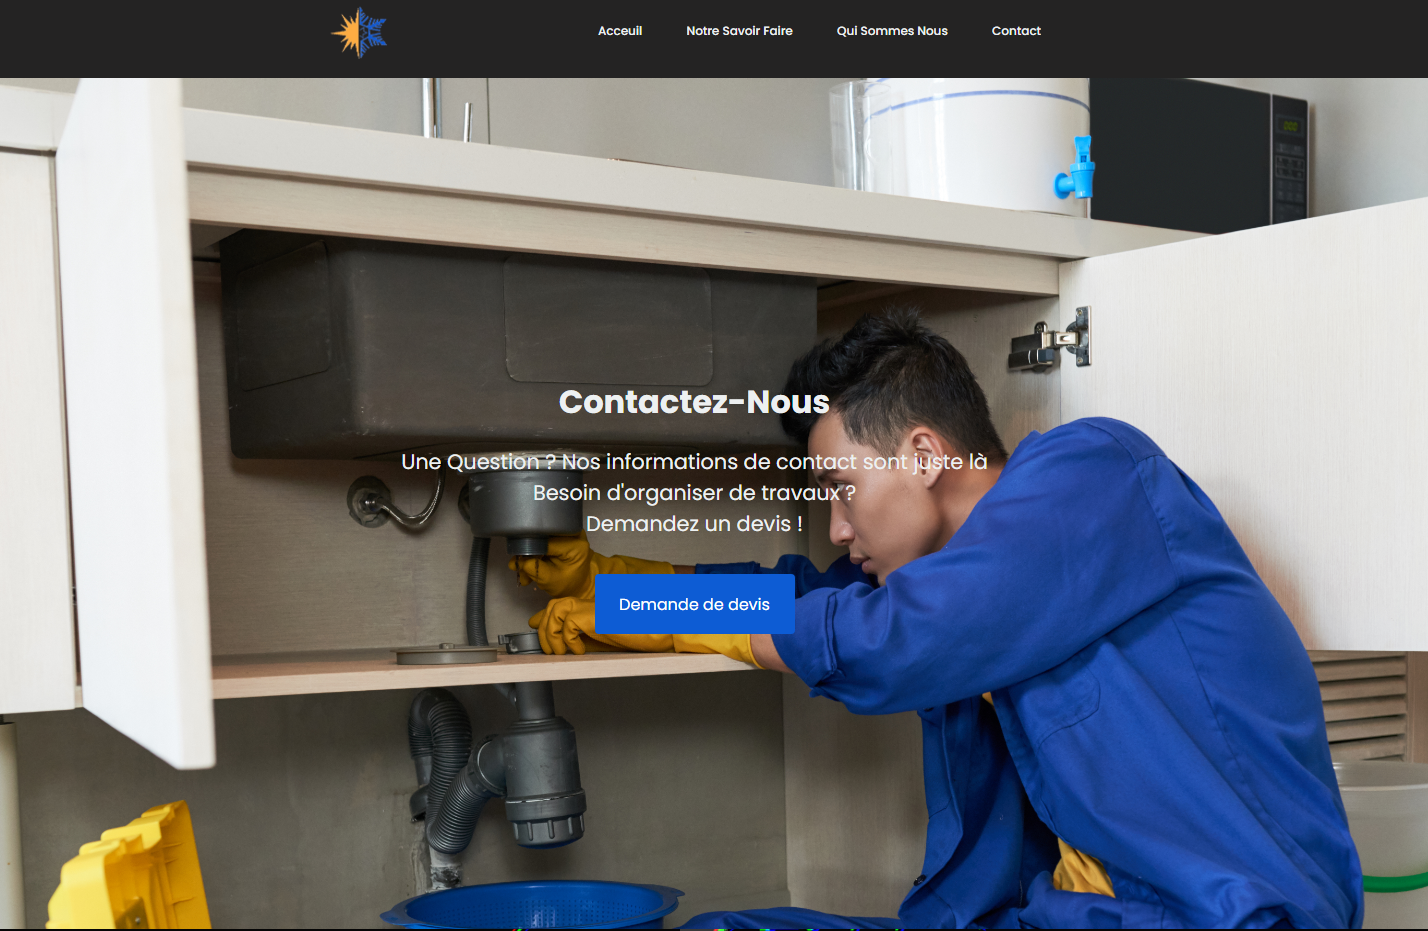 Acceuil Notre Savoir Faire Qui Sommes Nous Contact
Contactez-Nous
Une Question ? Nos informations de contact sont juste là
Besoin d'organiser de travaux ?
Demandez un devis !
Demande de devis